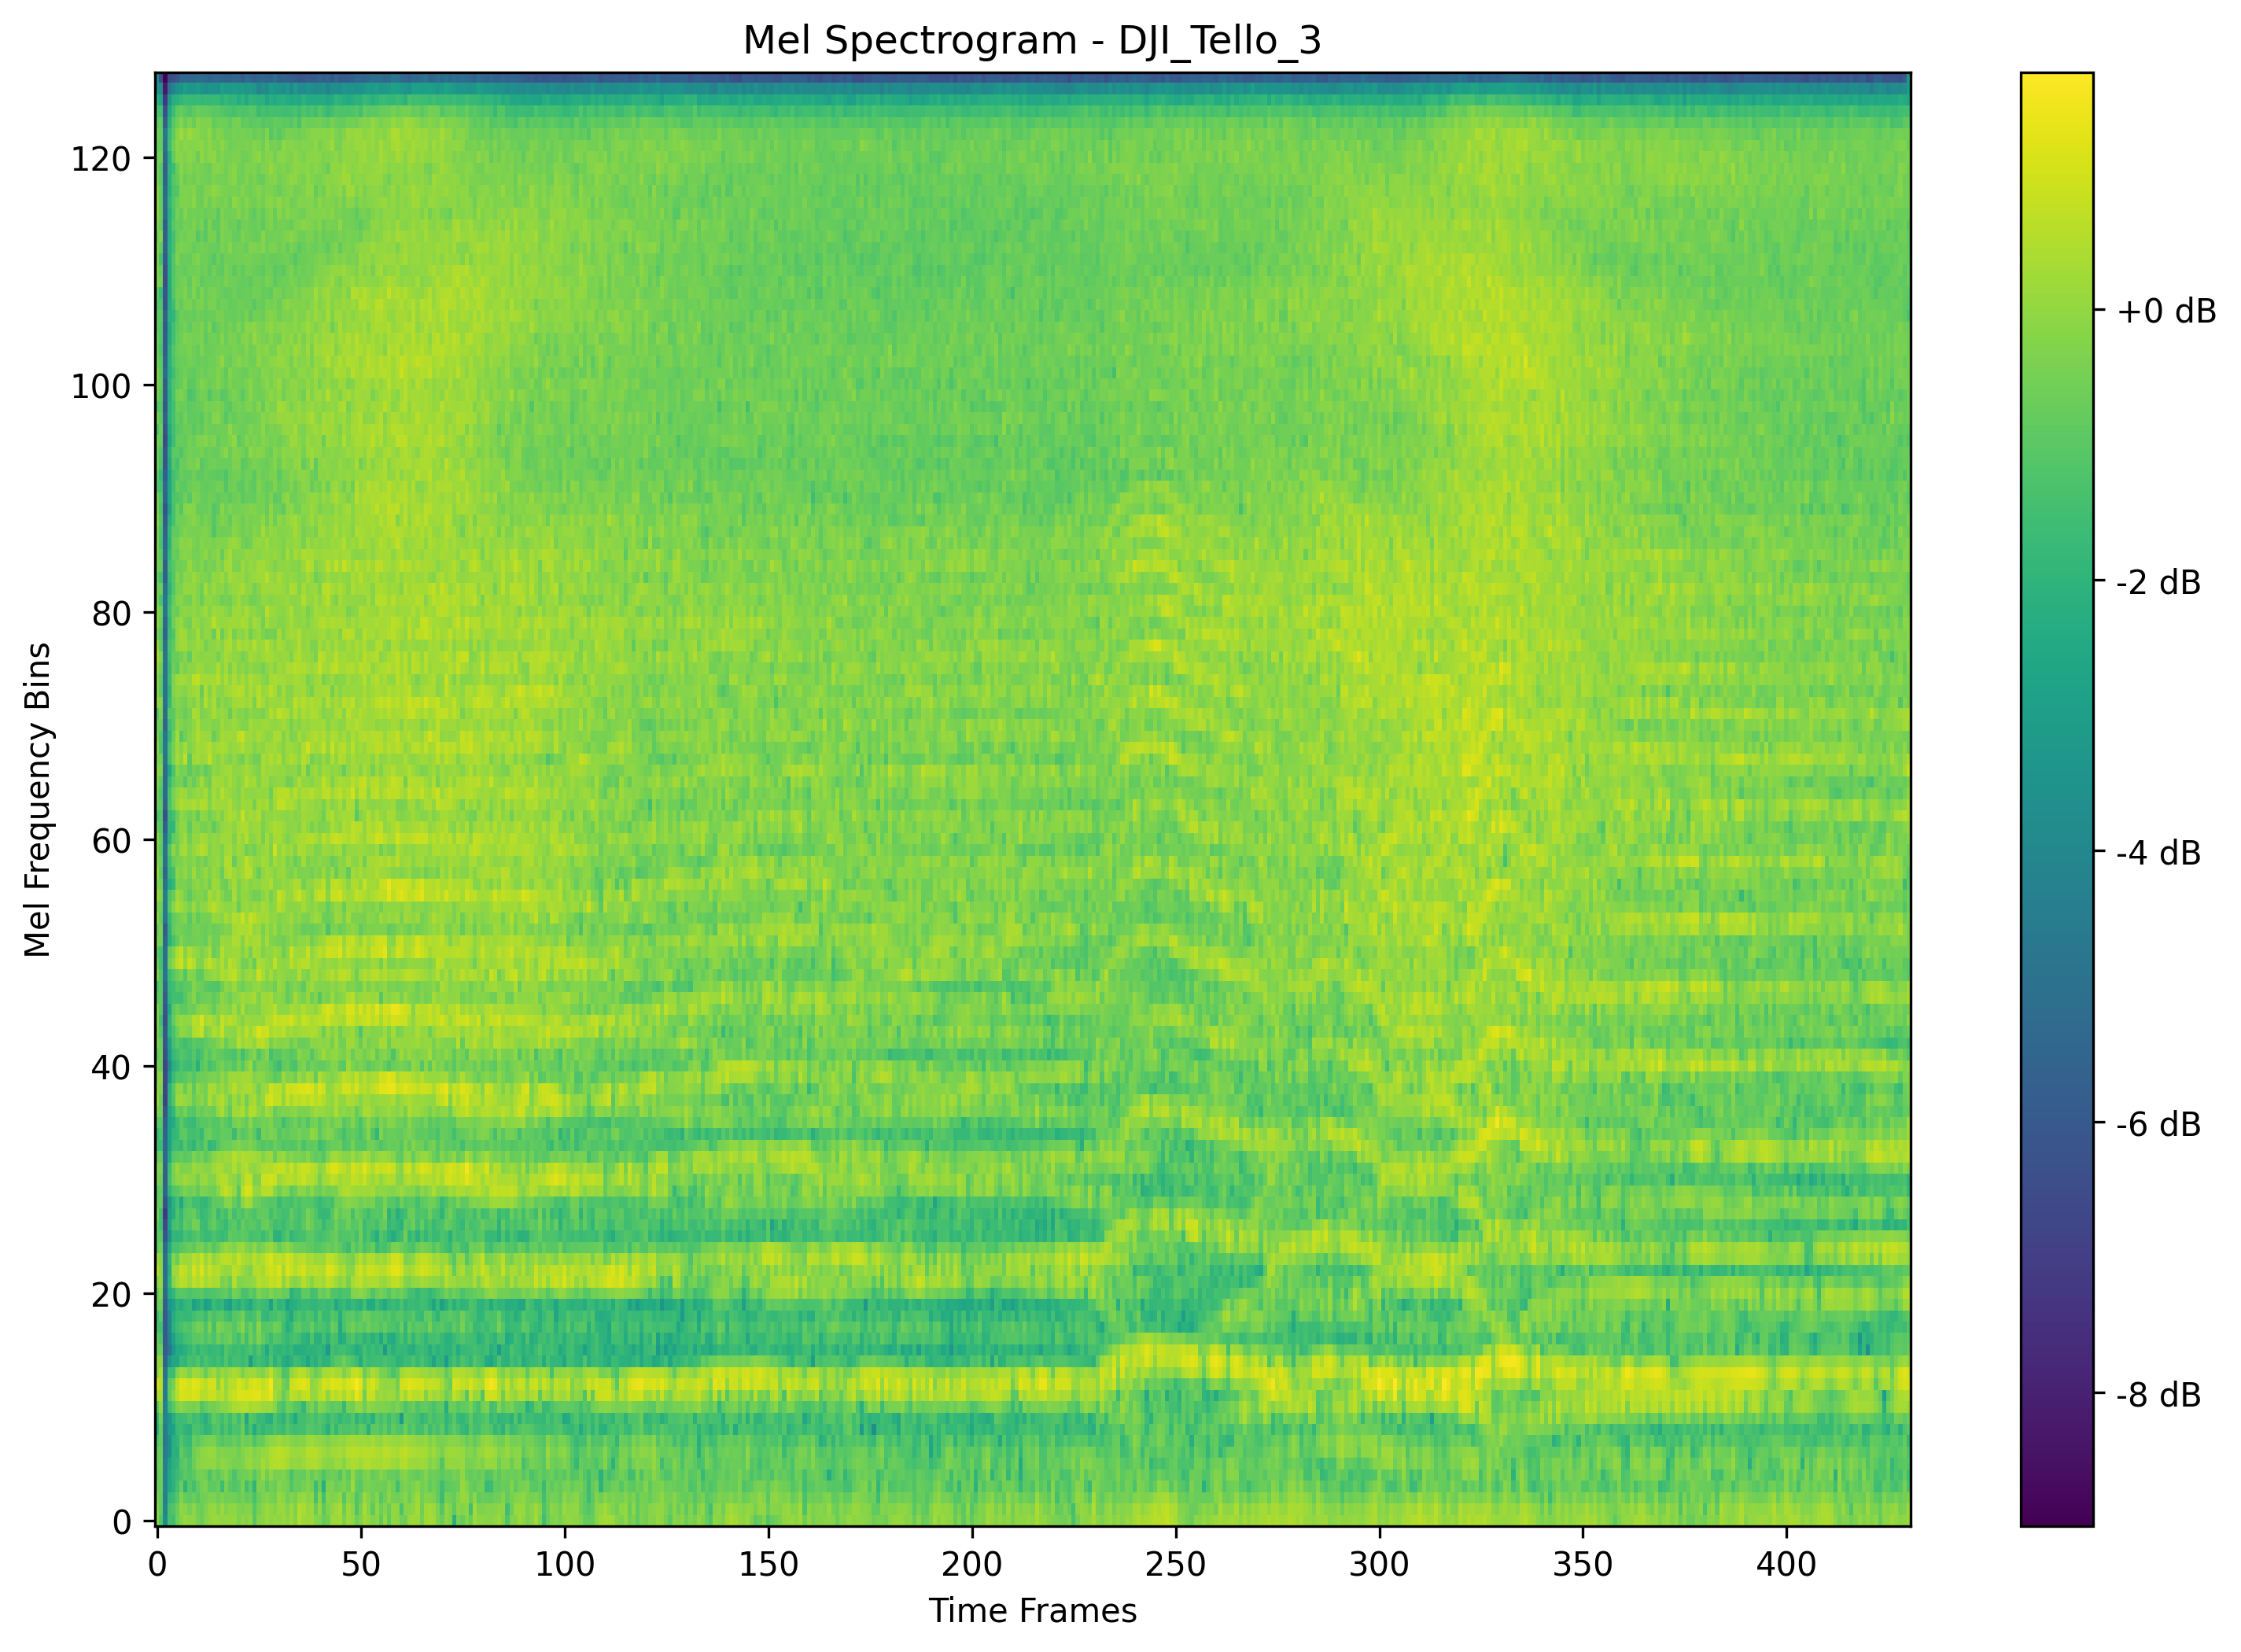 Mel Spectrogram - DJI_Tello_3
120
100
80
60
40
20
0
Mel Frequency Bins
0 50 100 150 200 250 300 350 400
Time Frames
+0 dB
-2 dB
-4 dB
-6 dB
-8 dB